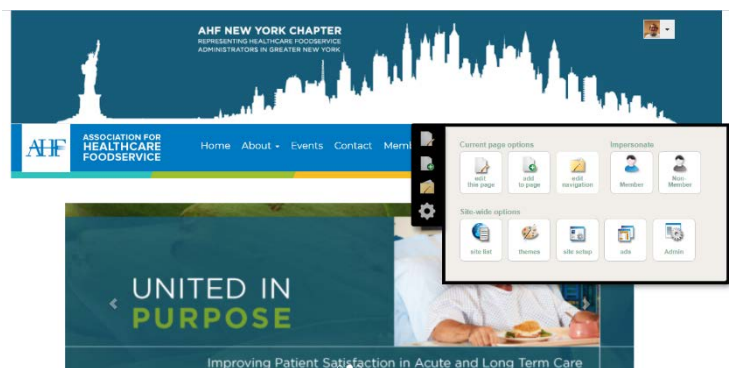 AHF NEW YORK CHAPTER
REPRESENTING HEALTHCARE FOODSERVICE
ADMINISTRATORS IN GREATER NEW YORK
AHF
ASSOCIATION FOR
HEALTHCARE
FOODSERVICE
Home About Events Contact Memb
Current page options
Impersonate
edit
this page
add
to page
edit
navigation
Member
Non-
Member
Site-wide options
site list
themes
site setup
ads
Admin
UNITED IN
PURPOSE
Improving Patient Satisfaction in Acute and Long Term Care